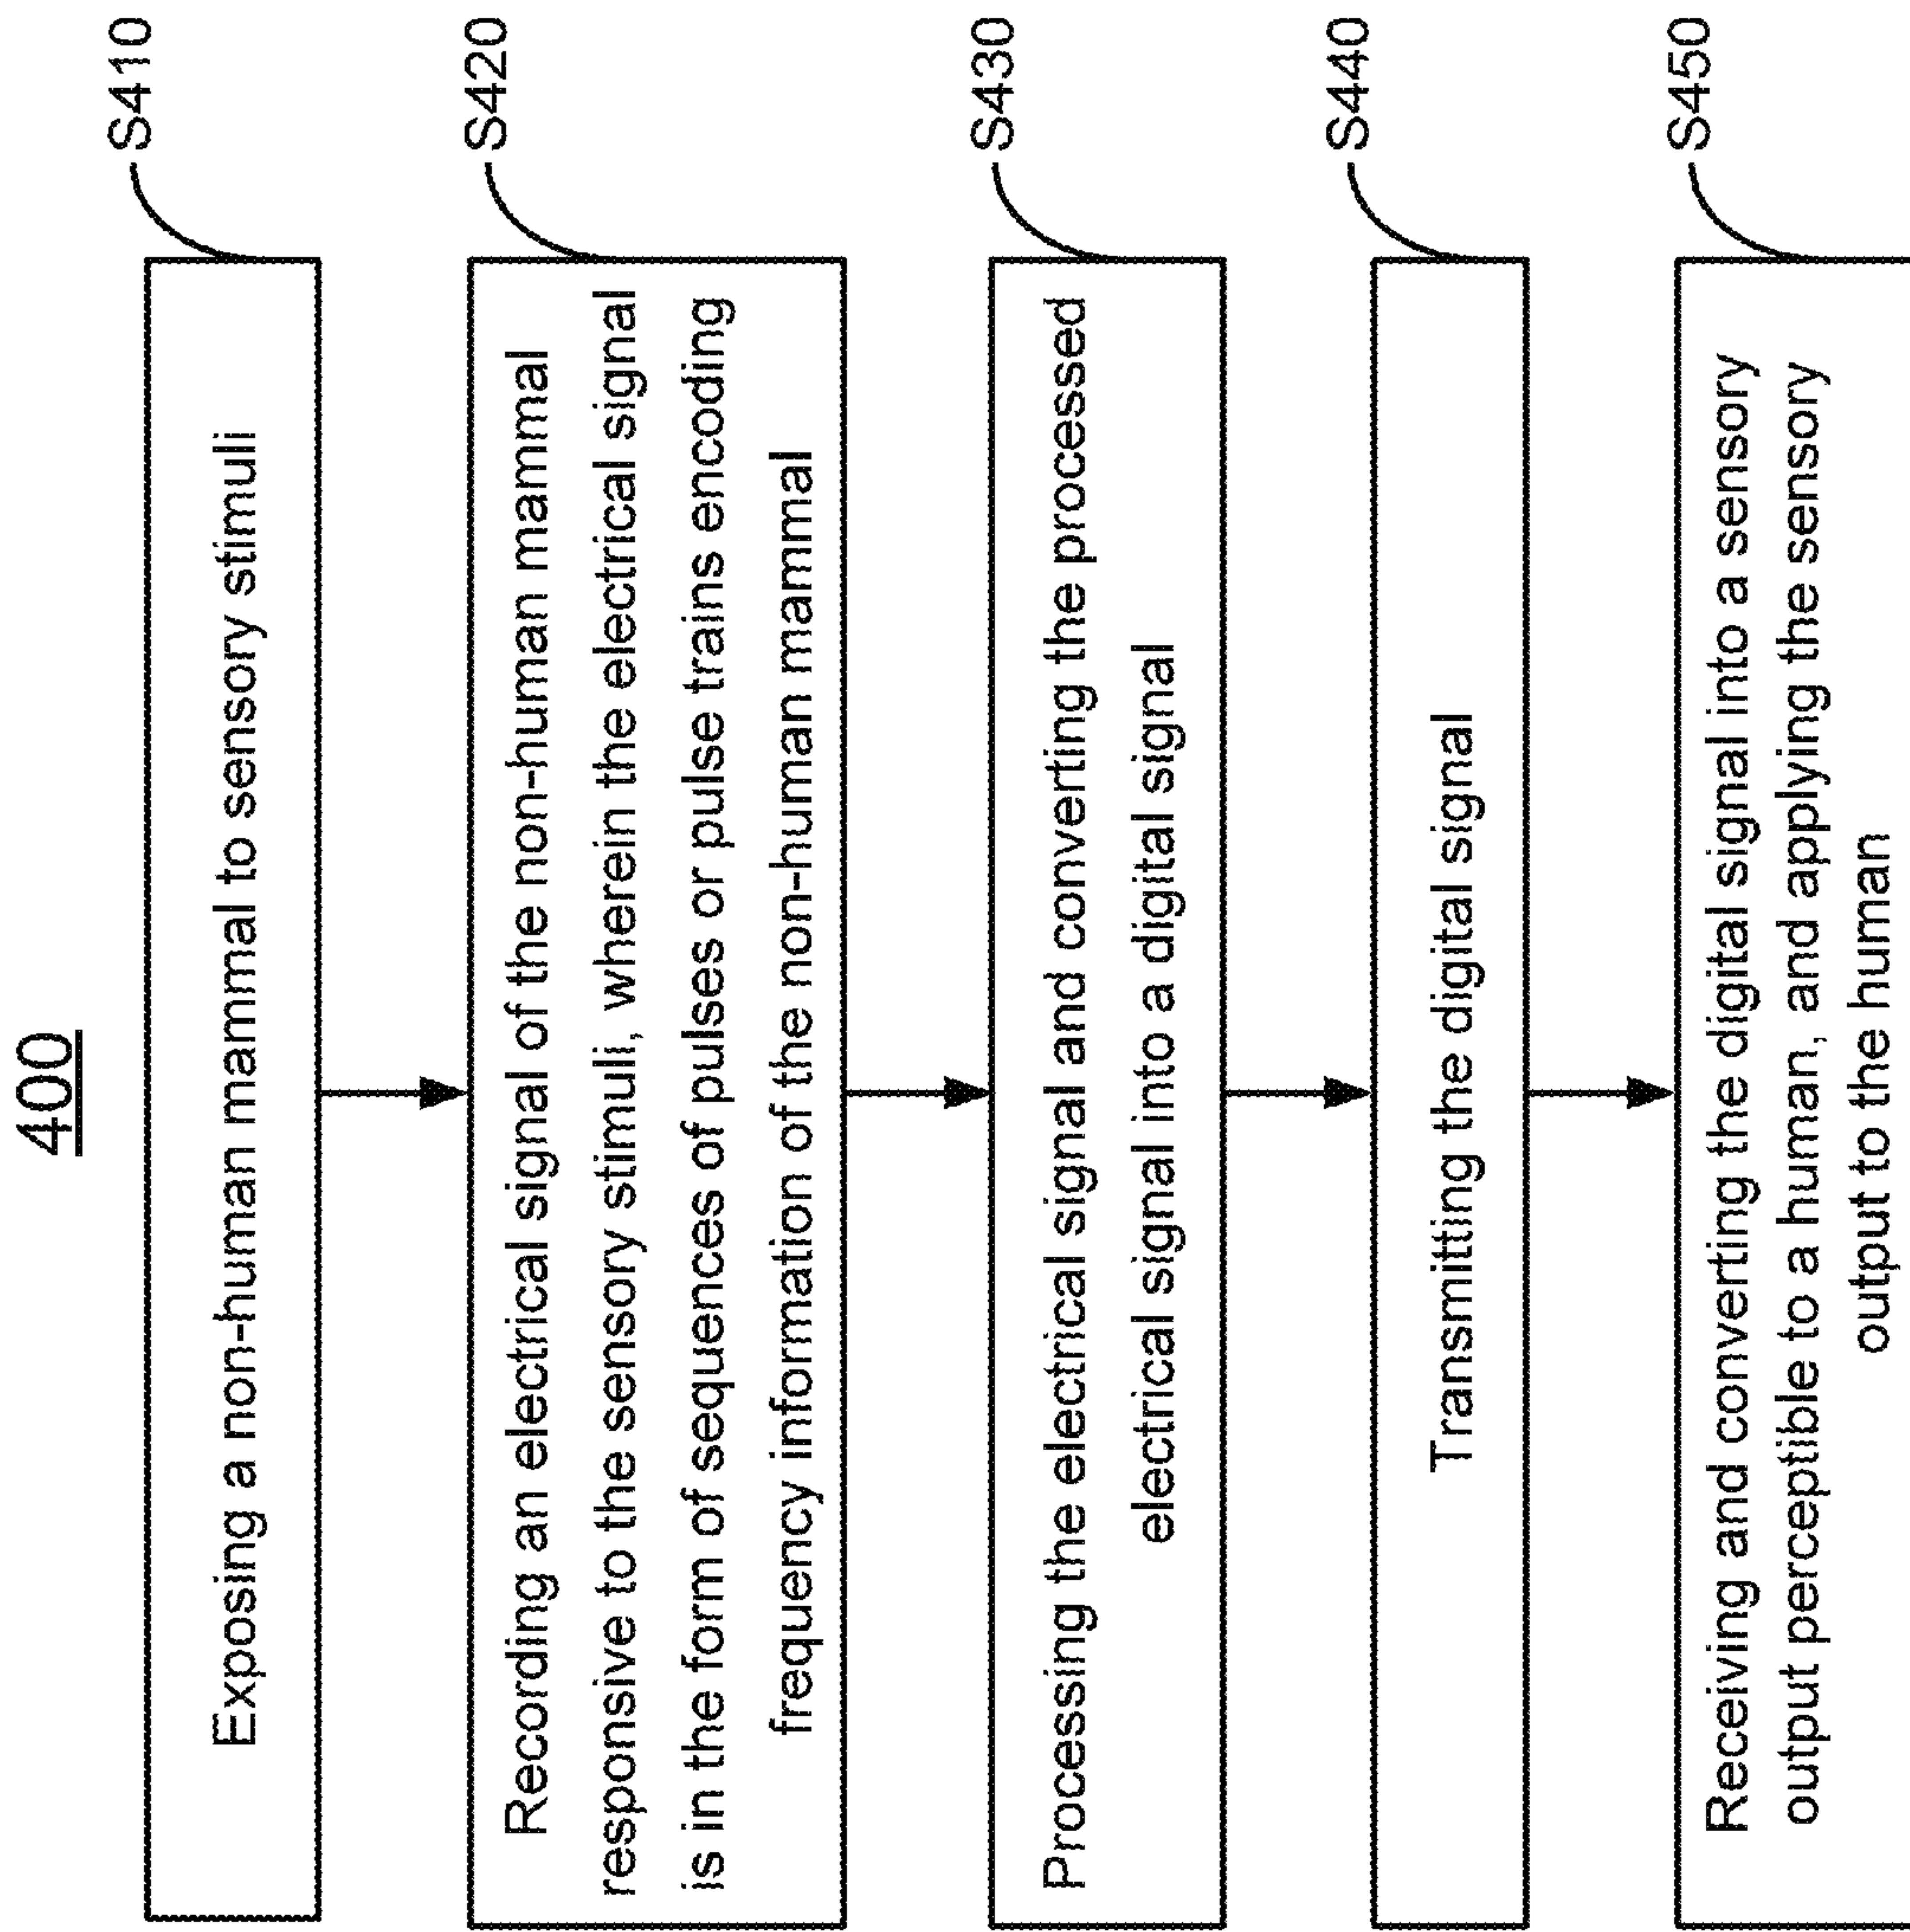 400
Exposing a non-human mammal to sensory stimuli
S410
Recording an electrical signal of the non-human mammal
responsive to the sensory stimuli, wherein the electrical signal
is in the form of sequences of pulses or pulse trains encoding
frequency information of the non-human mammal
S420
Processing the electrical signal and converting the processed
electrical signal into a digital signal
S430
Transmitting the digital signal
S440
Receiving and converting the digital signal into a sensory
output perceptible to a human, and applying the sensory
output to the human
S450